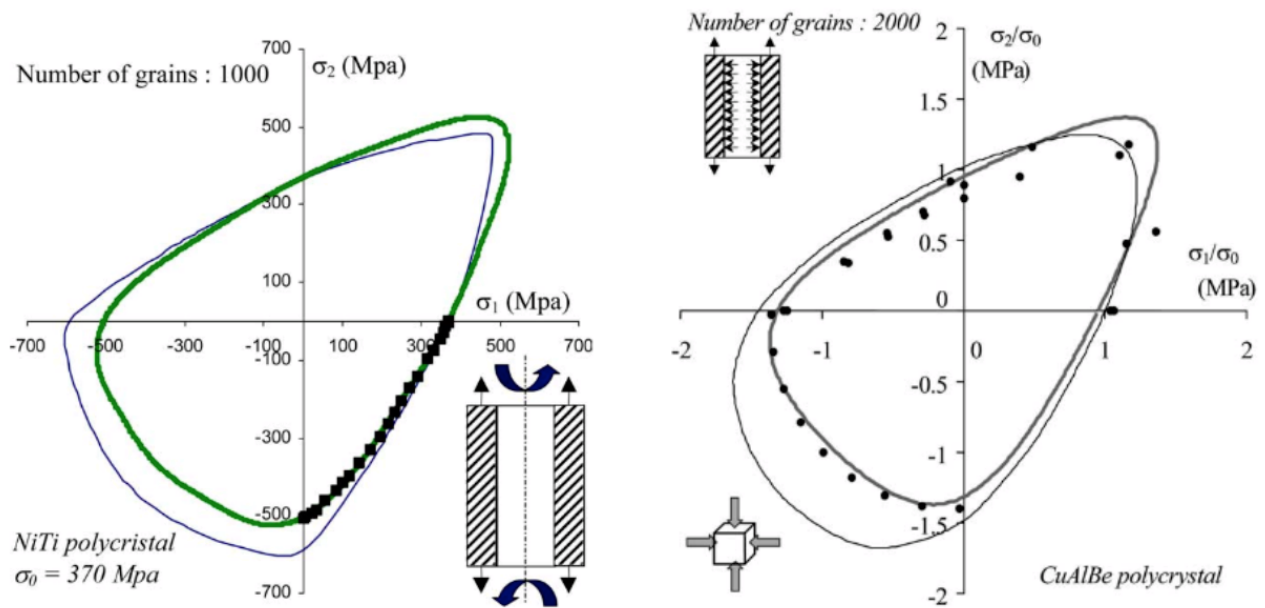 700
Number of grains : 1000
σ2 (Mpa)
500
300
100
σ1 (Mpa)
-700
-500
-300
-100
100
300
500
700
-100
-300
-500
-700
NiTi polycristal
σ0 = 370 Mpa
Number of grains : 2000
2
σ2/σ0
(MPa)
1.5
1
0.5
σ1/σ0
(MPa)
0
-2
-1
0
1
2
-0.5
-1
-1.5
-2
CuAlBe polycrystal